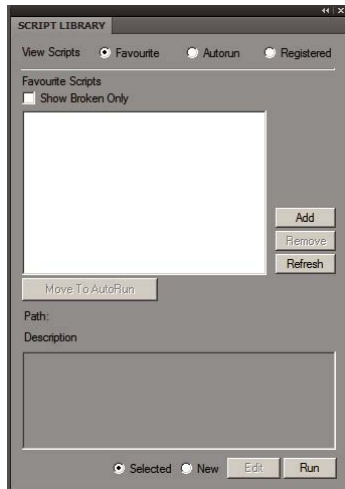 SCRIPT LIBRARY
View Scripts Favourite Autorun Registered
Favourite Scripts
Show Broken Only
Add
Remove
Refresh
Move To AutoRun
Path:
Description
Selected New Edit Run